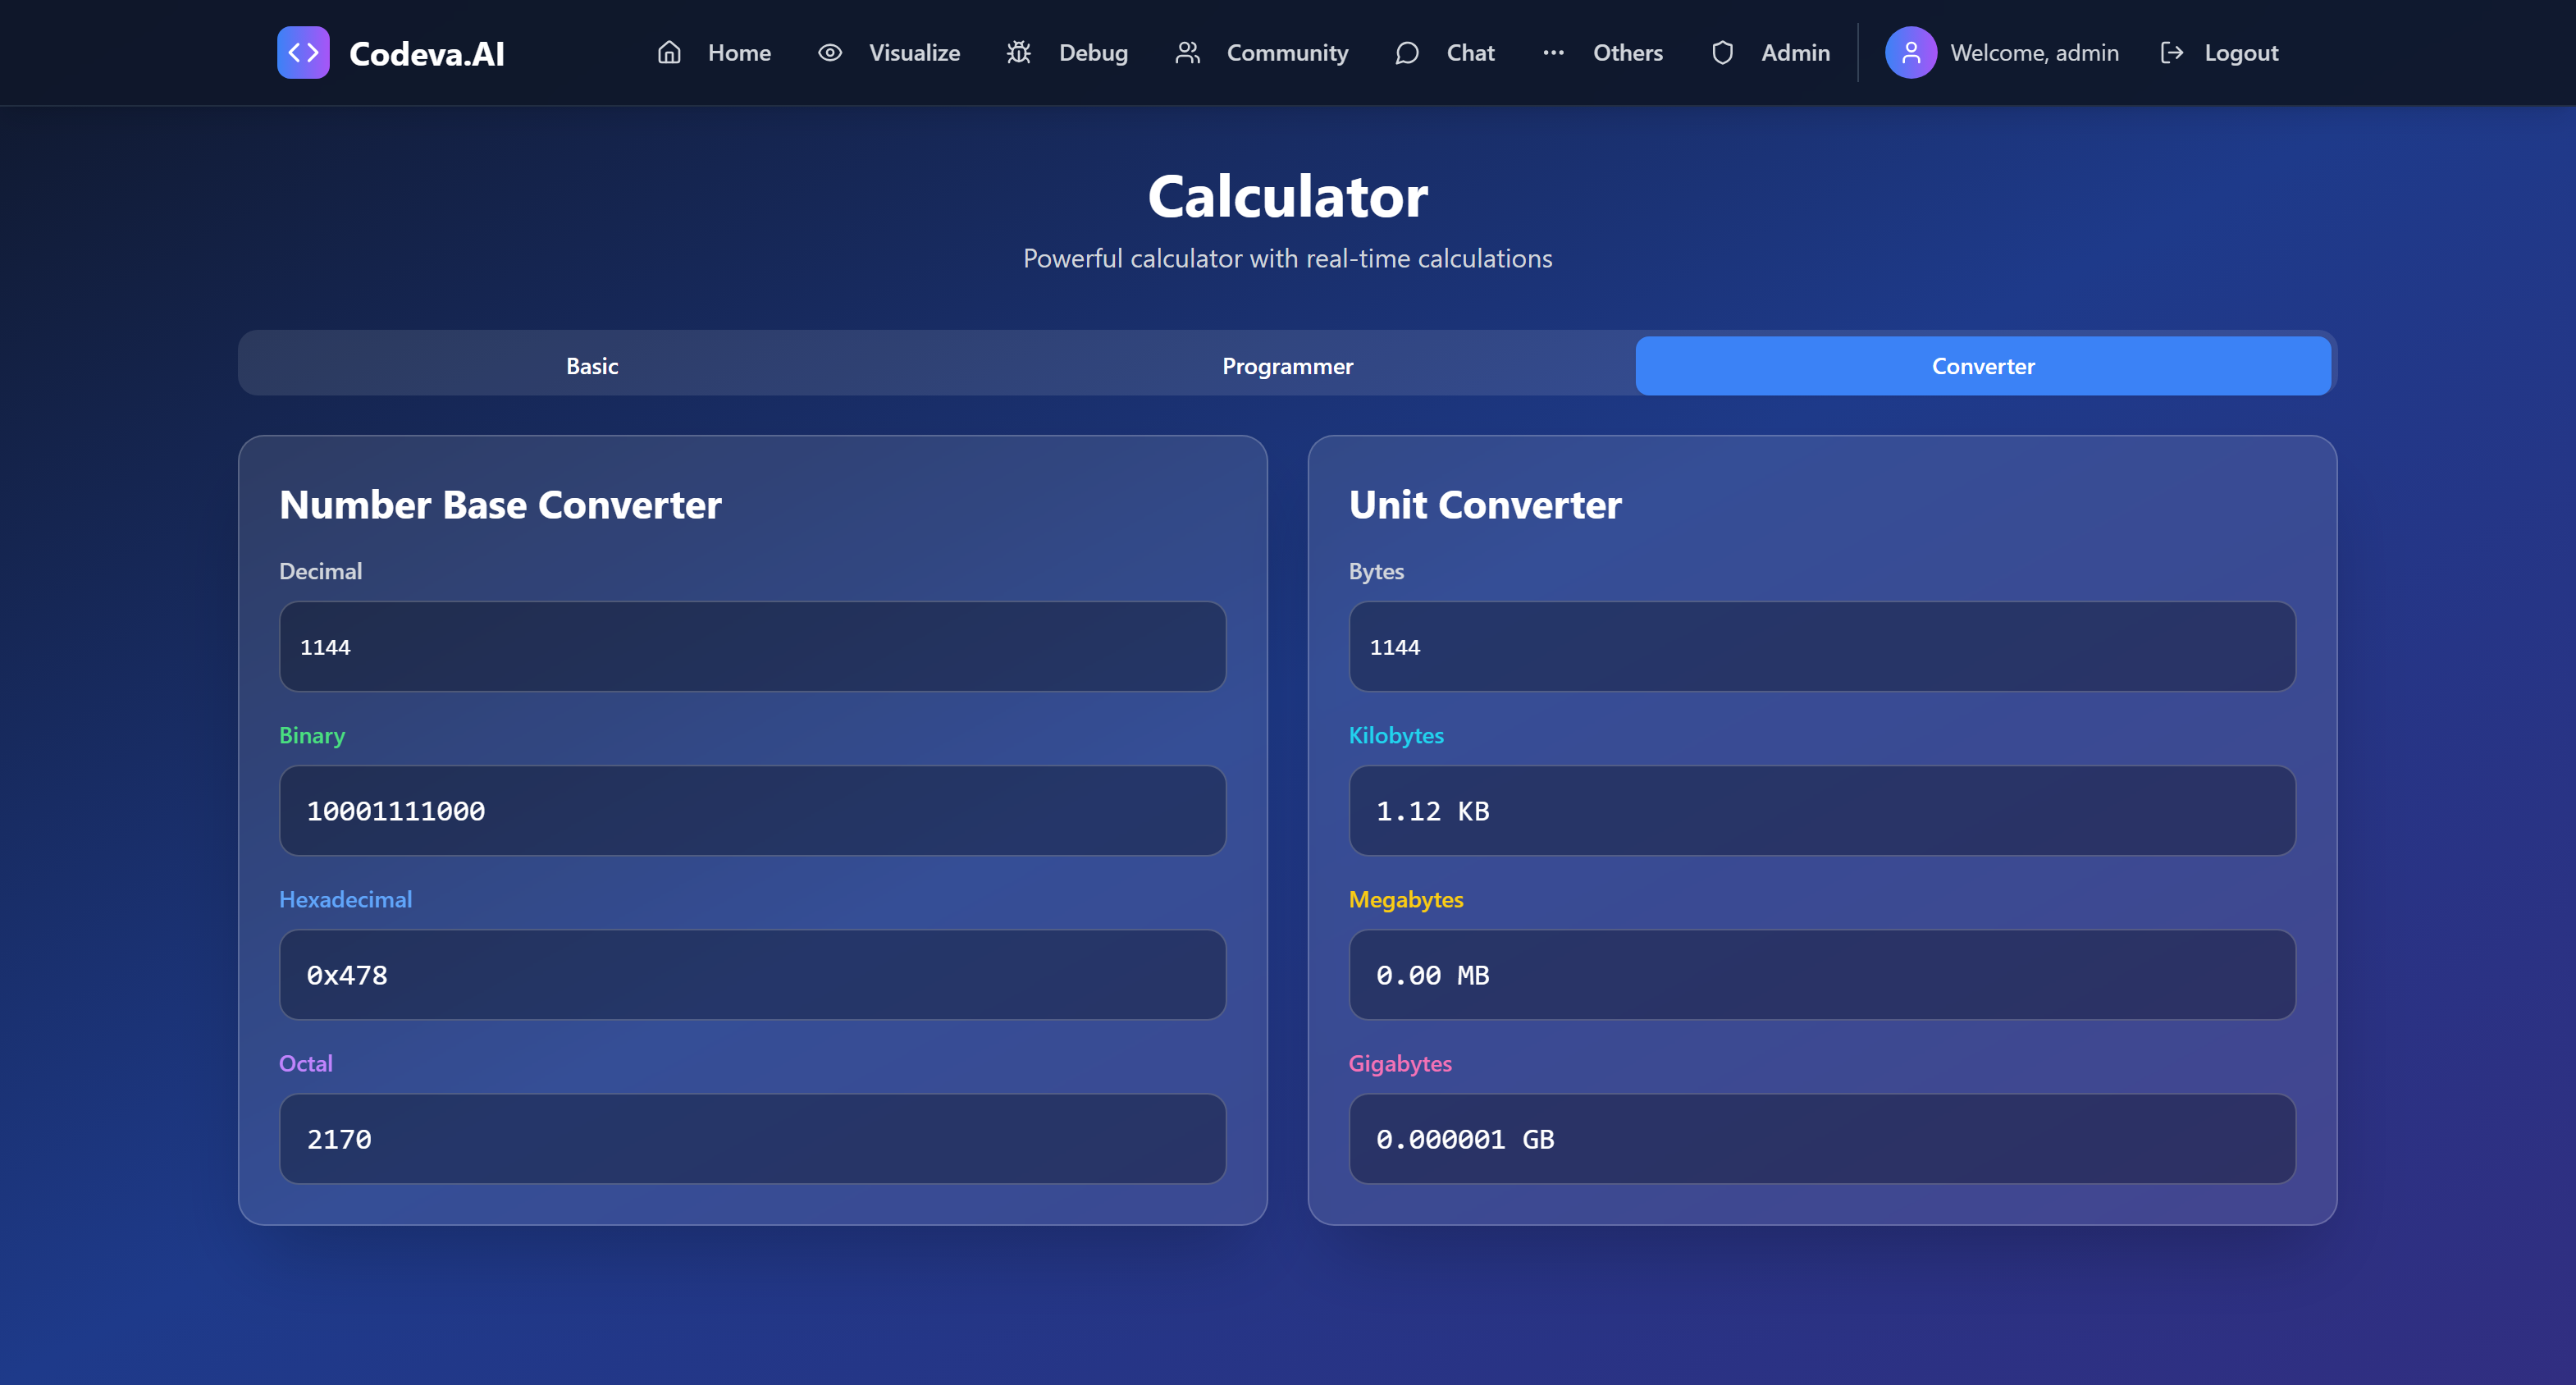 Codeva.AI Home Visualize Debug Community Chat Others Admin Welcome, admin Logout
Calculator
Powerful calculator with real-time calculations
Basic Programmer Converter
Number Base Converter
Decimal
1144
Binary
10001111000
Hexadecimal
0x478
Octal
2170
Unit Converter
Bytes
1144
Kilobytes
1.12 KB
Megabytes
0.00 MB
Gigabytes
0.000001 GB